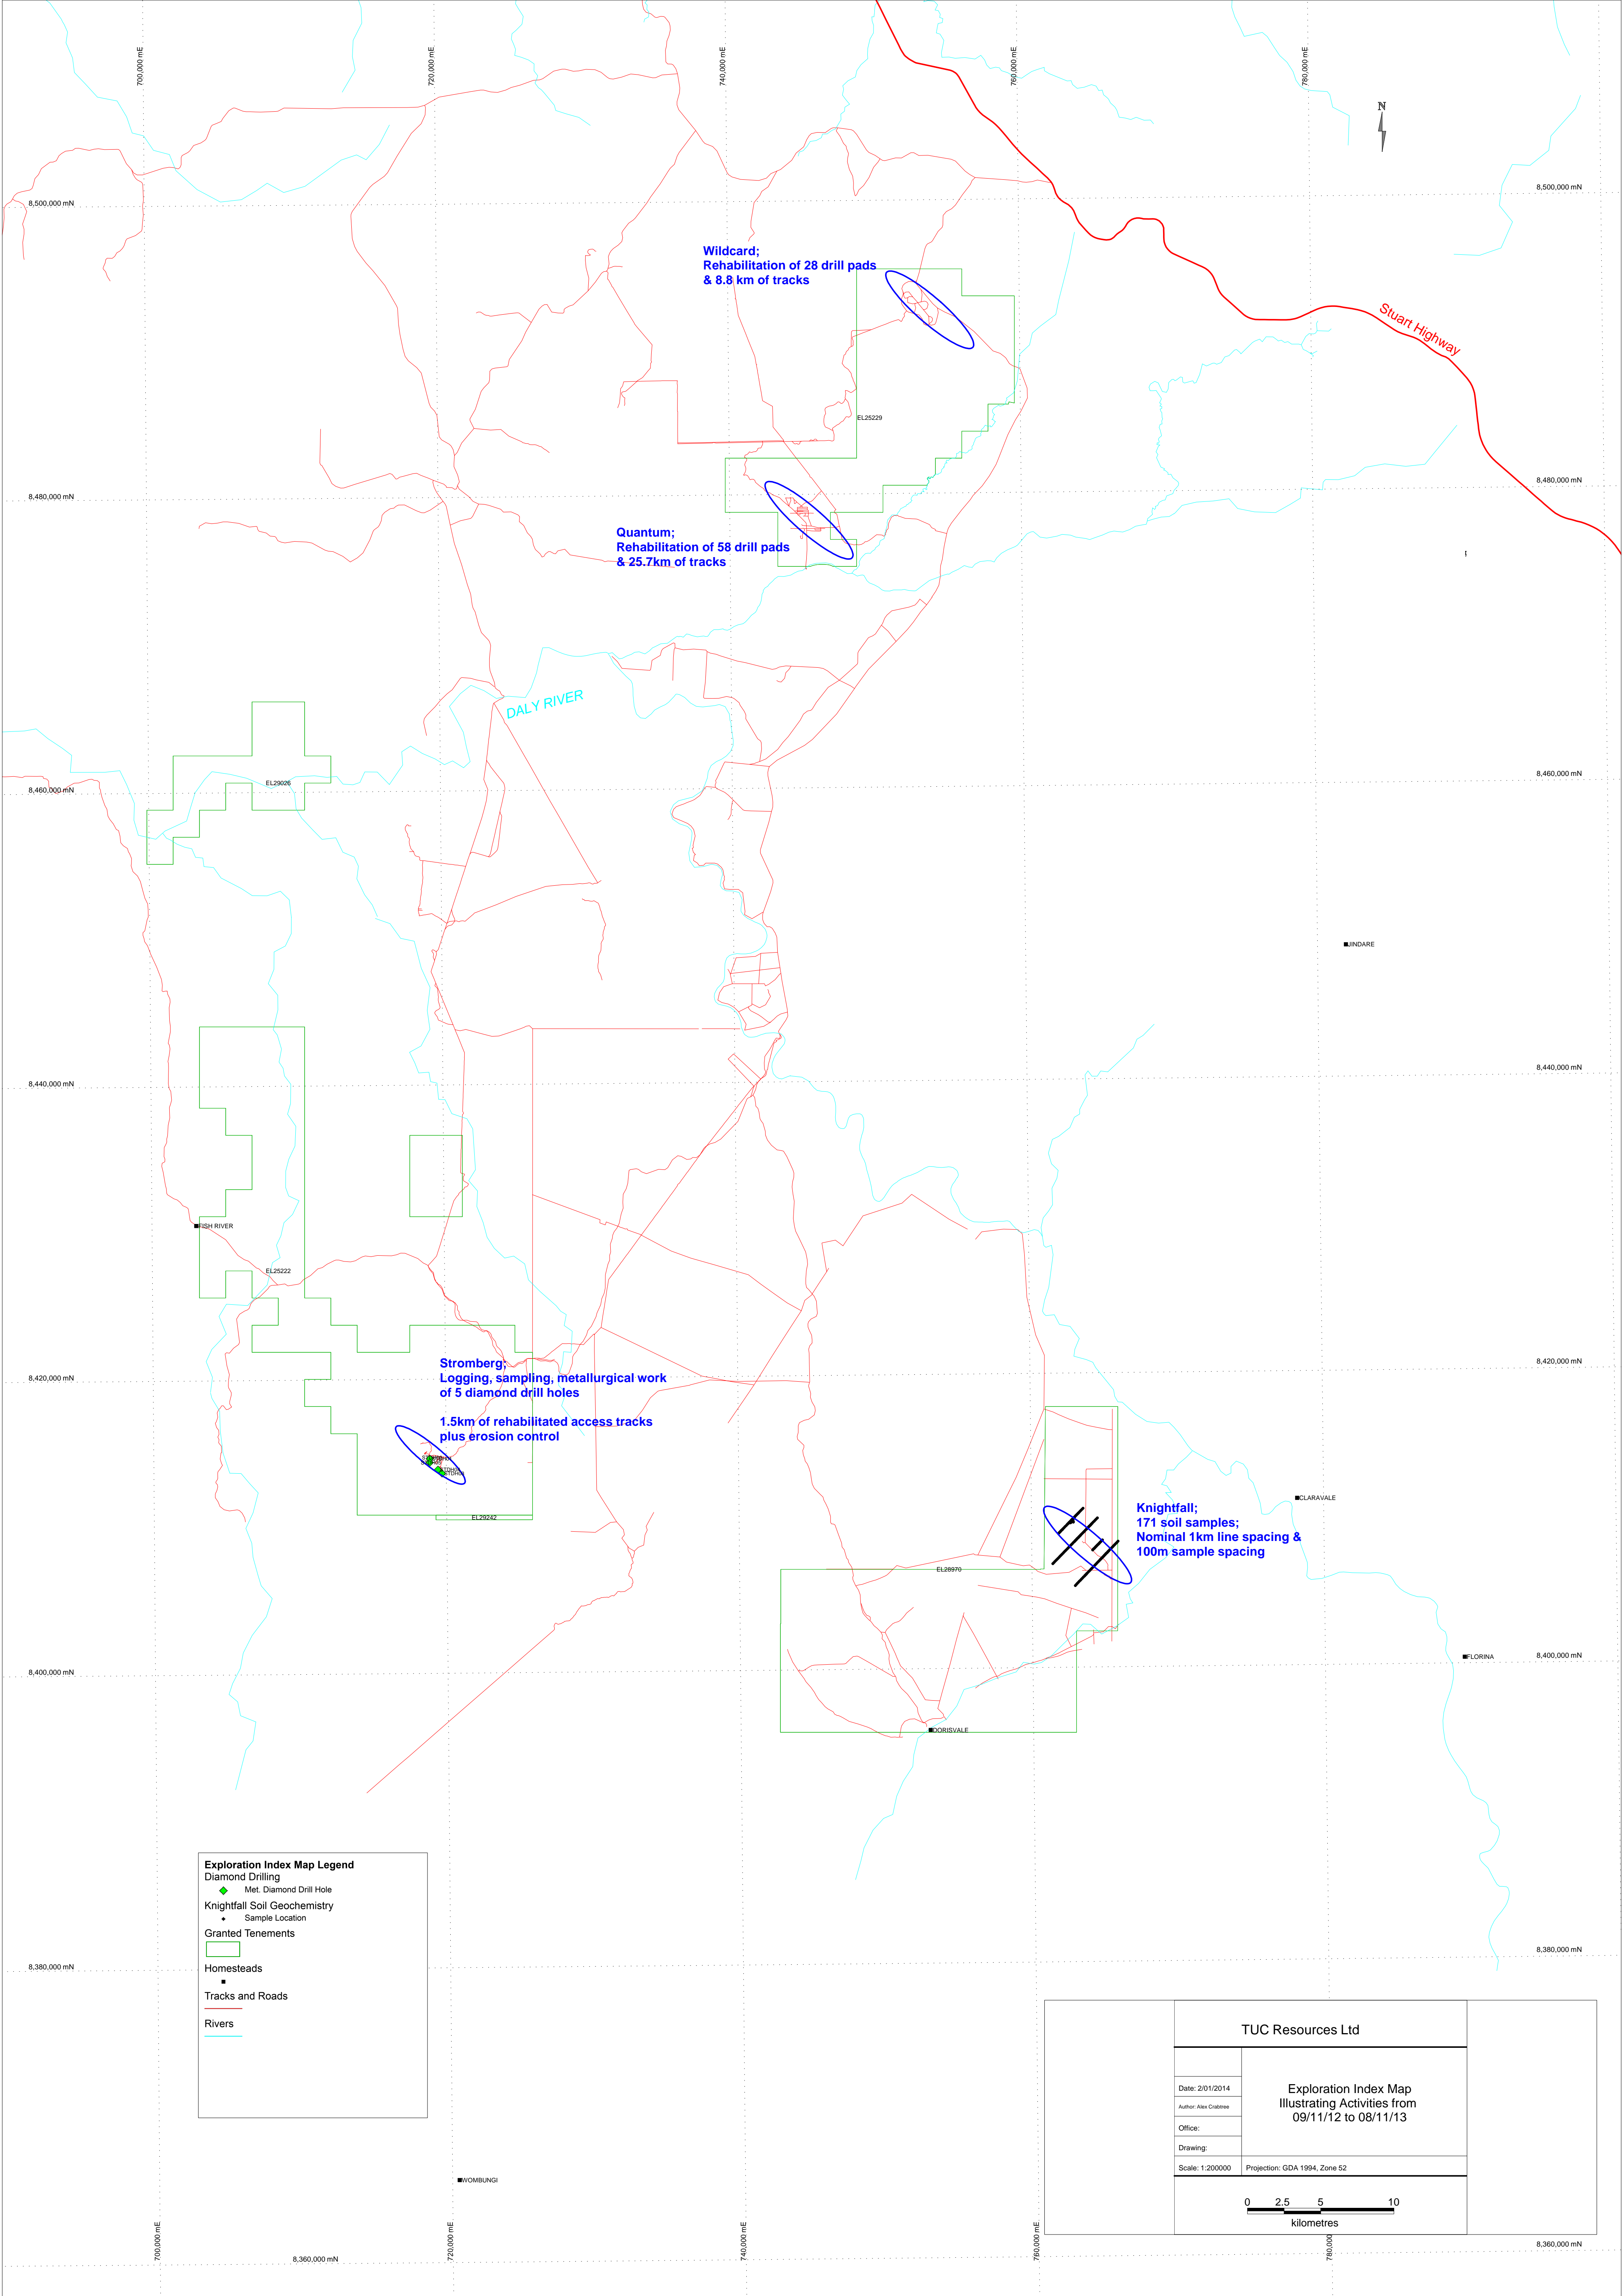 700,000 mE
720,000 mE
740,000 mE
760,000 mE
780,000 mE
N
8,500,000 mN
8,500,000 mN
Wildcard;
Rehabilitation of 28 drill pads
& 8.8 km of tracks
Stuart Highway
EL25229
8,480,000 mN
8,480,000 mN
Quantum;
Rehabilitation of 58 drill pads
& 25.7km of tracks
DALY RIVER
EL29026
8,460,000 mN
8,460,000 mN
JINDARE
8,440,000 mN
8,440,000 mN
FISH RIVER
EL25222
8,420,000 mN
8,420,000 mN
Stromberg;
Logging, sampling, metallurgical work
of 5 diamond drill holes
1.5km of rehabilitated access tracks
plus erosion control
EL29242
CLARAVALE
Knightfall;
171 soil samples;
Nominal 1km line spacing &
100m sample spacing
EL28970
8,400,000 mN
FLORINA
8,400,000 mN
DORISVALE
Exploration Index Map Legend
Diamond Drilling
Met. Diamond Drill Hole
Knightfall Soil Geochemistry
Sample Location
Granted Tenements
Homesteads
Tracks and Roads
Rivers
8,380,000 mN
8,380,000 mN
TUC Resources Ltd
Date: 2/01/2014
Author: Alex Crabtree
Office:
Drawing:
Scale: 1:200000
Exploration Index Map
Illustrating Activities from
09/11/12 to 08/11/13
Projection: GDA 1994, Zone 52
0 2.5 5 10
kilometres
WOMBUNGI
700,000 mE
8,360,000 mN
720,000 mE
740,000 mE
760,000 mE
780,000
8,360,000 mN